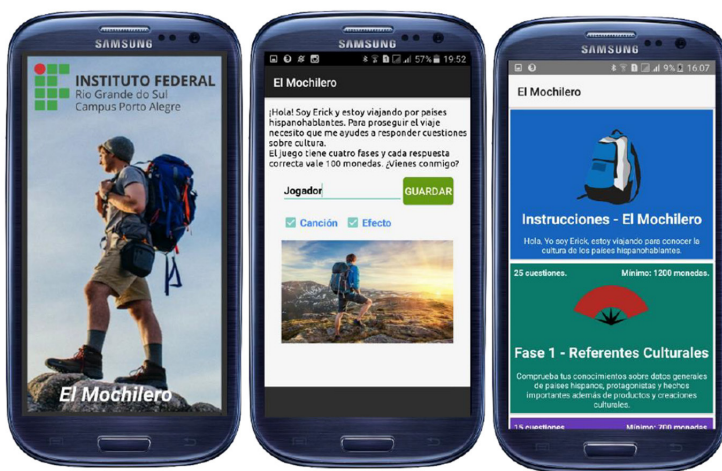 SAMSUNG
INSTITUTO FEDERAL
Rio Grande do Sul
Campus Porto Alegre
El Mochilero
SAMSUNG
57% 19:52
El Mochilero
¡Hola! Soy Erick y estoy viajando por países
hispanohablantes. Para proseguir el viaje
necesito que me ayudes a responder cuestiones
sobre cultura.
El juego tiene cuatro fases y cada respuesta
correcta vale 100 monedas. ¿Vienes conmigo?
Jogador
GUARDAR
Canción Efecto
SAMSUNG
9% 16:07
El Mochilero
Instrucciones - El Mochilero
Hola. Yo soy Erick, estoy viajando para conocer la
cultura de los países hispanohablantes.
25 cuestiones. Mínimo: 1200 monedas.
Fase 1 - Referentes Culturales
Comprueba tus conocimientos sobre datos generales
de países hispanos, protagonistas y hechos
importantes además de productos y creaciones
culturales.
15 cuestiones. Mínimo: 700 monedas.